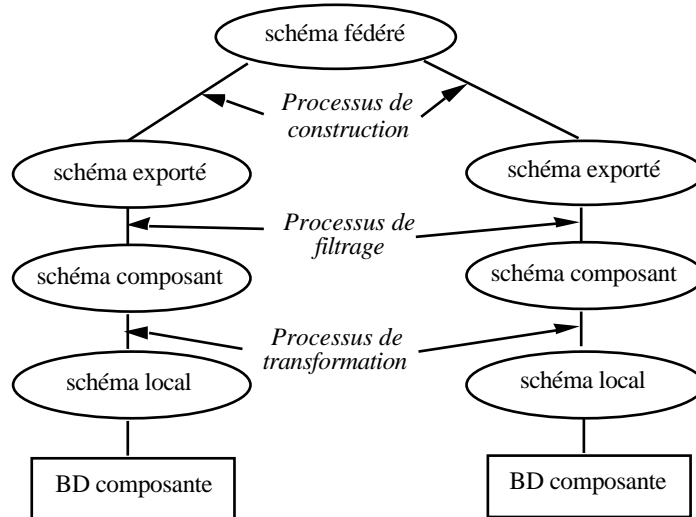 schéma fédéré
Processus de
construction
schéma exporté
schéma exporté
Processus de
filtrage
schéma composant
schéma composant
Processus de
transformation
schéma local
schéma local
BD composante
BD composante